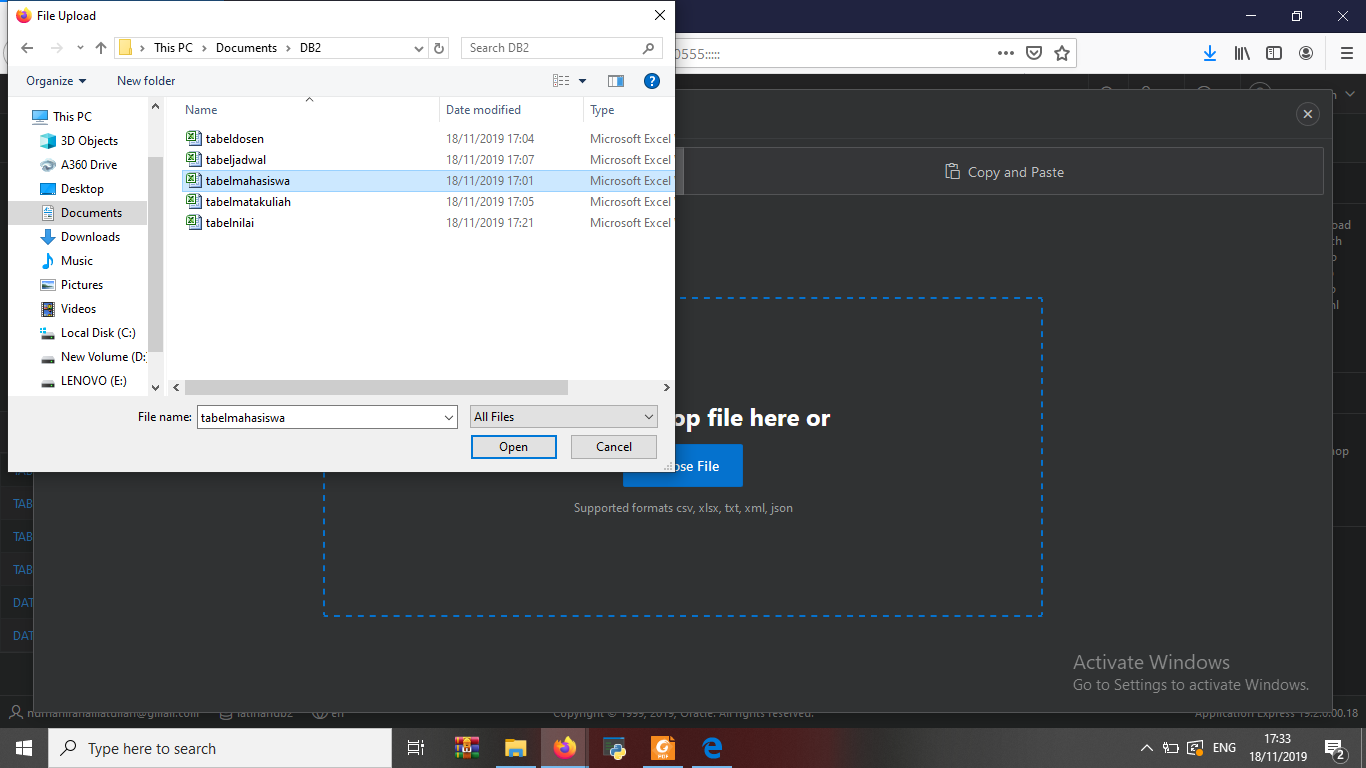 File Upload
This PC
Documents
DB2
Search DB2
0555:::::
Organize
New folder
Name
Date modified
Type
This PC
3D Objects
A360 Drive
Desktop
Documents
Downloads
Music
Pictures
Videos
Local Disk (C:)
New Volume (D:
LENOVO (E:)
tabeldosen 18/11/2019 17:04 Microsoft Excel
tabeljadwal 18/11/2019 17:07 Microsoft Excel
tabelmahasiswa 18/11/2019 17:01 Microsoft Excel
tabelmatakuliah 18/11/2019 17:05 Microsoft Excel
tabelnilai 18/11/2019 17:21 Microsoft Excel
File name: tabelmahasiswa
All Files
Open
Cancel
Copy and Paste
op file here or
ose File
Supported formats csv, xlsx, txt, xml, json
TAB
TAB
TAB
DAT
DAT
Activate Windows
Go to Settings to activate Windows.
en
Copyright © 1999, 2019, Oracle. All rights reserved.
Application Express 19.2.0.00.18
Type here to search
ENG
17:33
18/11/2019
2